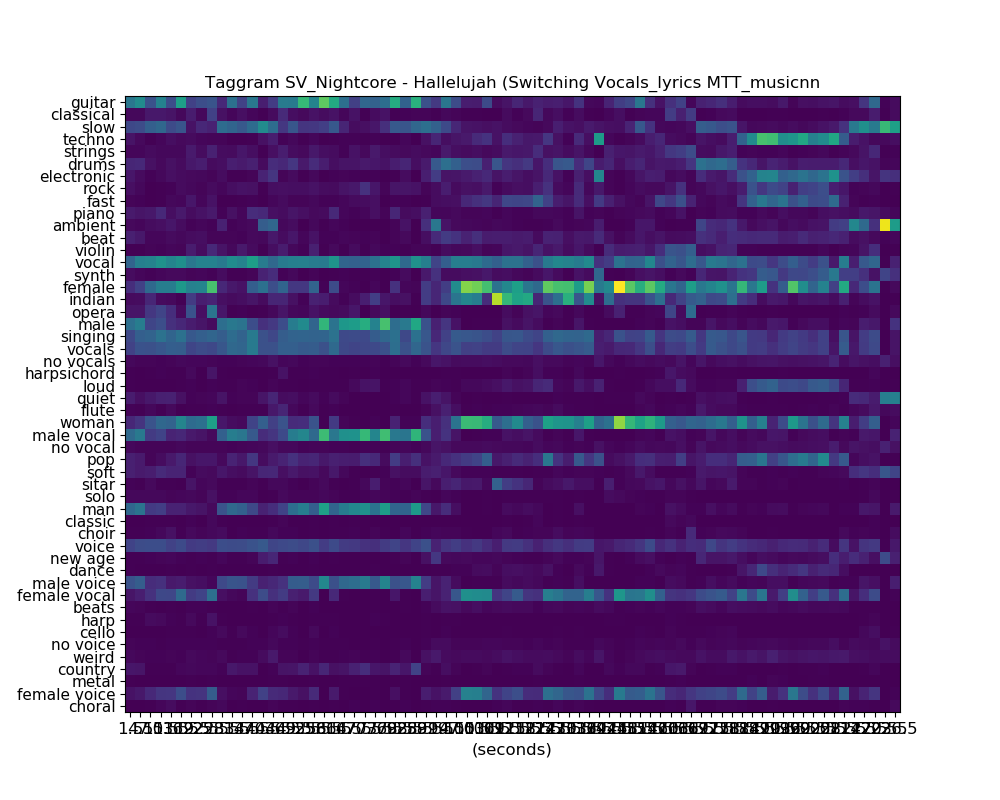 Taggram SV_Nightcore - Hallelujah (Switching Vocals_lyrics MTT_musicnn
guitar
classical
slow
techno
strings
drums
electronic
rock
fast
piano
ambient
beat
violin
vocal
synth
female
indian
opera
male
singing
vocals
no vocals
harpsichord
loud
quiet
flute
woman
male vocal
no vocal
pop
soft
sitar
solo
man
classic
choir
voice
new age
dance
male voice
female vocal
beats
harp
cello
no voice
weird
country
metal
female voice
choral
(seconds)